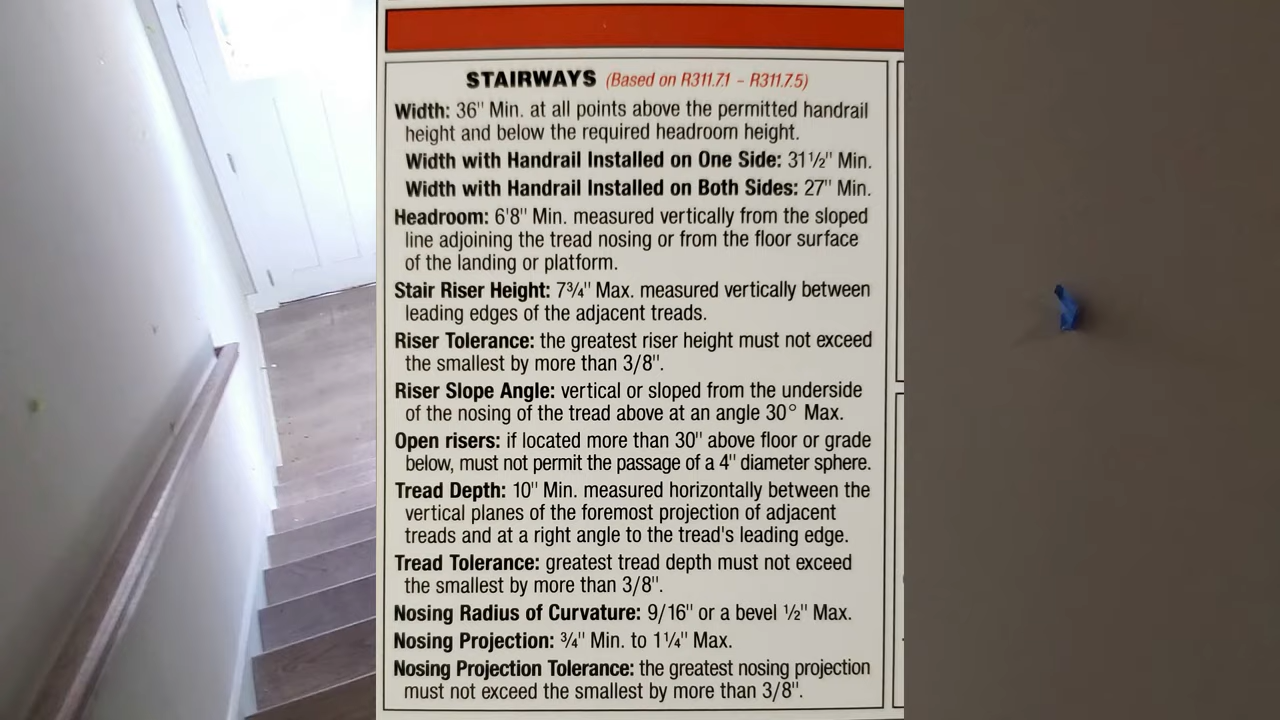 STAIRWAYS (Based on R311.7.1 – R311.7.5)
Width: 36" Min. at all points above the permitted handrail
height and below the required headroom height.
Width with Handrail Installed on One Side: 31½" Min.
Width with Handrail Installed on Both Sides: 27" Min.
Headroom: 6'8" Min. measured vertically from the sloped
line adjoining the tread nosing or from the floor surface
of the landing or platform.
Stair Riser Height: 7¾" Max. measured vertically between
leading edges of the adjacent treads.
Riser Tolerance: the greatest riser height must not exceed
the smallest by more than 3/8".
Riser Slope Angle: vertical or sloped from the underside
of the nosing of the tread above at an angle 30° Max.
Open risers: if located more than 30" above floor or grade
below, must not permit the passage of a 4" diameter sphere.
Tread Depth: 10" Min. measured horizontally between the
vertical planes of the foremost projection of adjacent
treads and at a right angle to the tread's leading edge.
Tread Tolerance: greatest tread depth must not exceed
the smallest by more than 3/8".
Nosing Radius of Curvature: 9/16" or a bevel ½" Max.
Nosing Projection: ¾" Min. to 1¼" Max.
Nosing Projection Tolerance: the greatest nosing projection
must not exceed the smallest by more than 3/8".